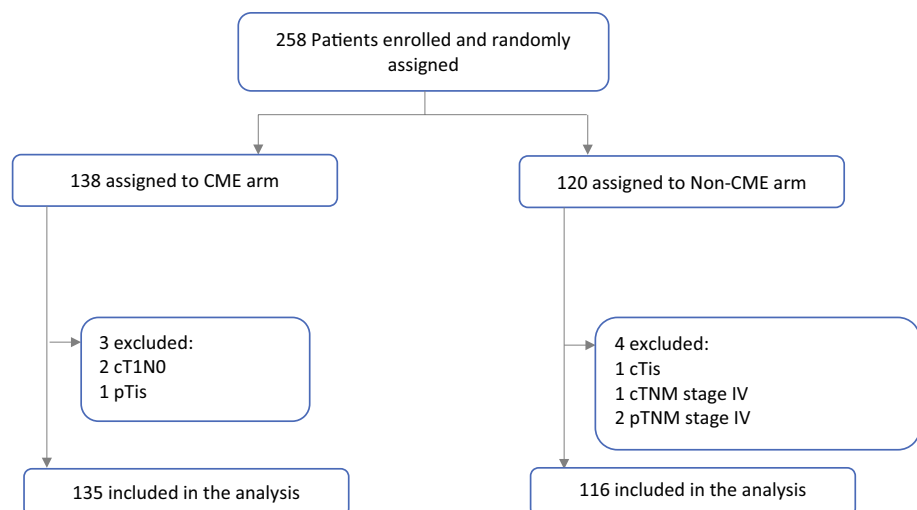 258 Patients enrolled and randomly
assigned
138 assigned to CME arm
120 assigned to Non-CME arm
3 excluded:
2 cT1N0
1 pTis
4 excluded:
1 cTis
1 cTNM stage IV
2 pTNM stage IV
135 included in the analysis
116 included in the analysis